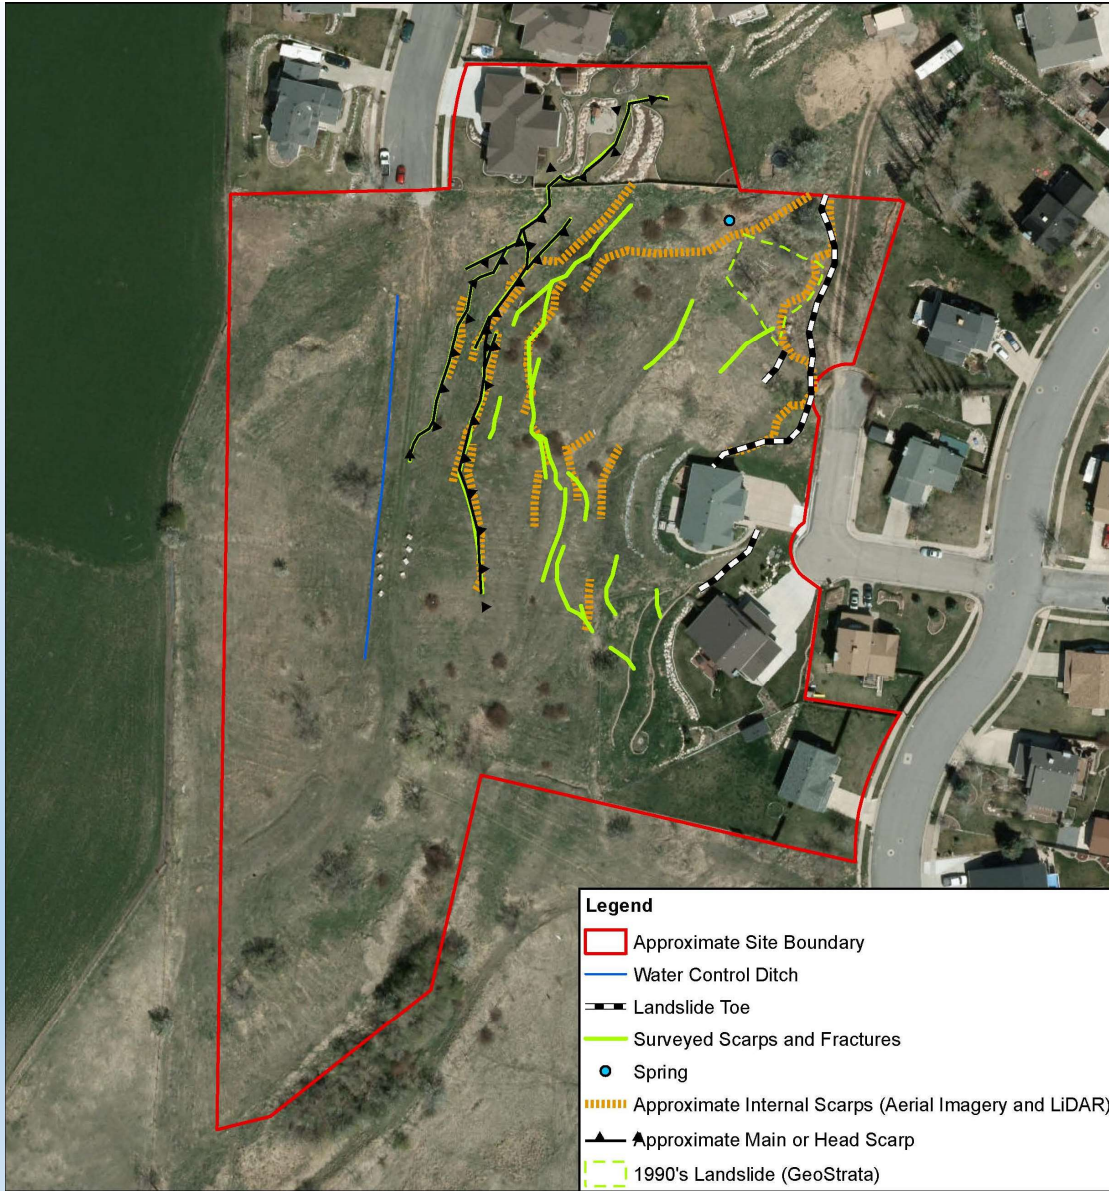 Legend
Approximate Site Boundary
Water Control Ditch
Landslide Toe
Surveyed Scarps and Fractures
Spring
Approximate Internal Scarps (Aerial Imagery and LiDAR)
Approximate Main or Head Scarp
1990's Landslide (GeoStrata)